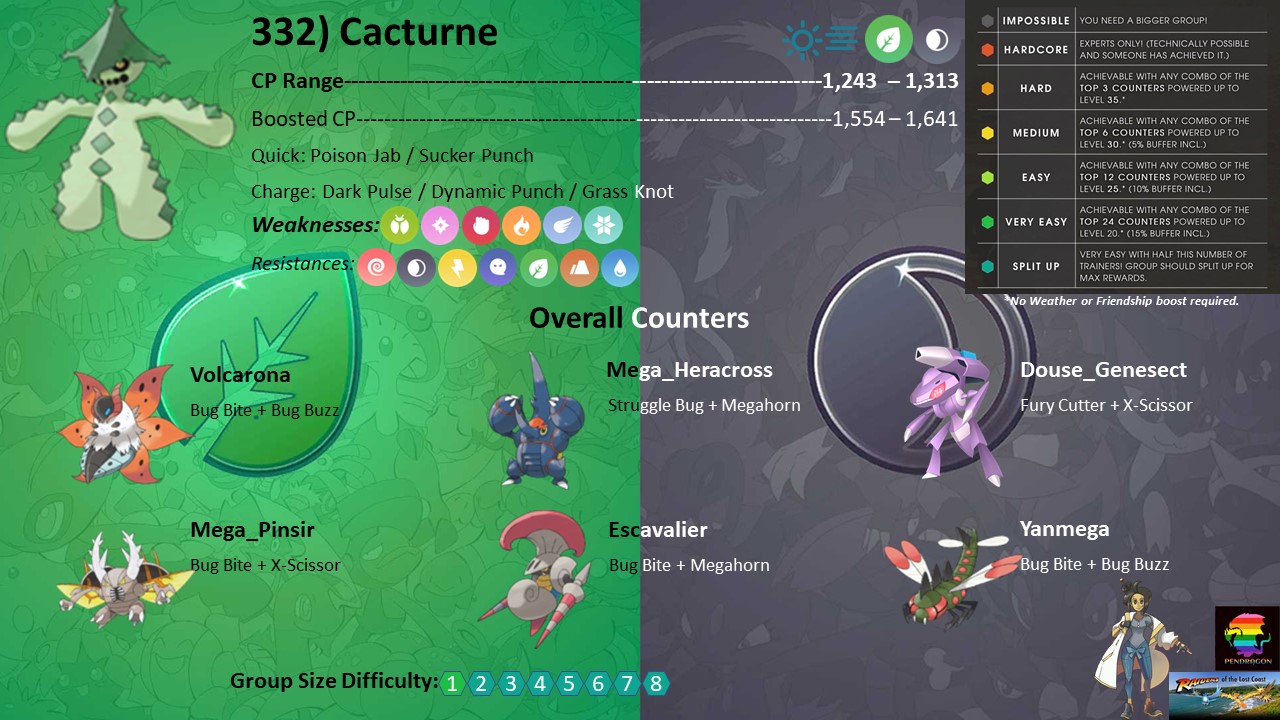 332) Cacturne
CP Range---1,243 – 1,313
Boosted CP---1,554 – 1,641
Quick: Poison Jab / Sucker Punch
Charge: Dark Pulse / Dynamic Punch / Grass Knot
Weaknesses:
Resistances:
IMPOSSIBLE YOU NEED A BIGGER GROUP!
HARDCORE EXPERTS ONLY! (TECHNICALLY POSSIBLE
AND SOMEONE HAS ACHIEVED IT.)
HARD ACHIEVABLE WITH ANY COMBO OF THE
TOP 3 COUNTERS POWERED UP TO
LEVEL 35.*
MEDIUM ACHIEVABLE WITH ANY COMBO OF THE
TOP 6 COUNTERS POWERED UP TO
LEVEL 30.* (5% BUFFER INCL.)
EASY ACHIEVABLE WITH ANY COMBO OF THE
TOP 12 COUNTERS POWERED UP TO
LEVEL 25.* (10% BUFFER INCL.)
VERY EASY ACHIEVABLE WITH ANY COMBO OF THE
TOP 24 COUNTERS POWERED UP TO
LEVEL 20.* (15% BUFFER INCL.)
SPLIT UP VERY EASY WITH HALF THIS NUMBER OF
TRAINERS! GROUP SHOULD SPLIT UP FOR
MAX REWARDS.
*No Weather or Friendship boost required.
Overall Counters
Volcarona
Bug Bite + Bug Buzz
Mega_Heracross
Struggle Bug + Megahorn
Douse_Genesect
Fury Cutter + X-Scissor
Mega_Pinsir
Bug Bite + X-Scissor
Escavalier
Bug Bite + Megahorn
Yanmega
Bug Bite + Bug Buzz
Group Size Difficulty: 1 2 3 4 5 6 7 8
PENDRAGON
RAIDERS of the Lost Coast